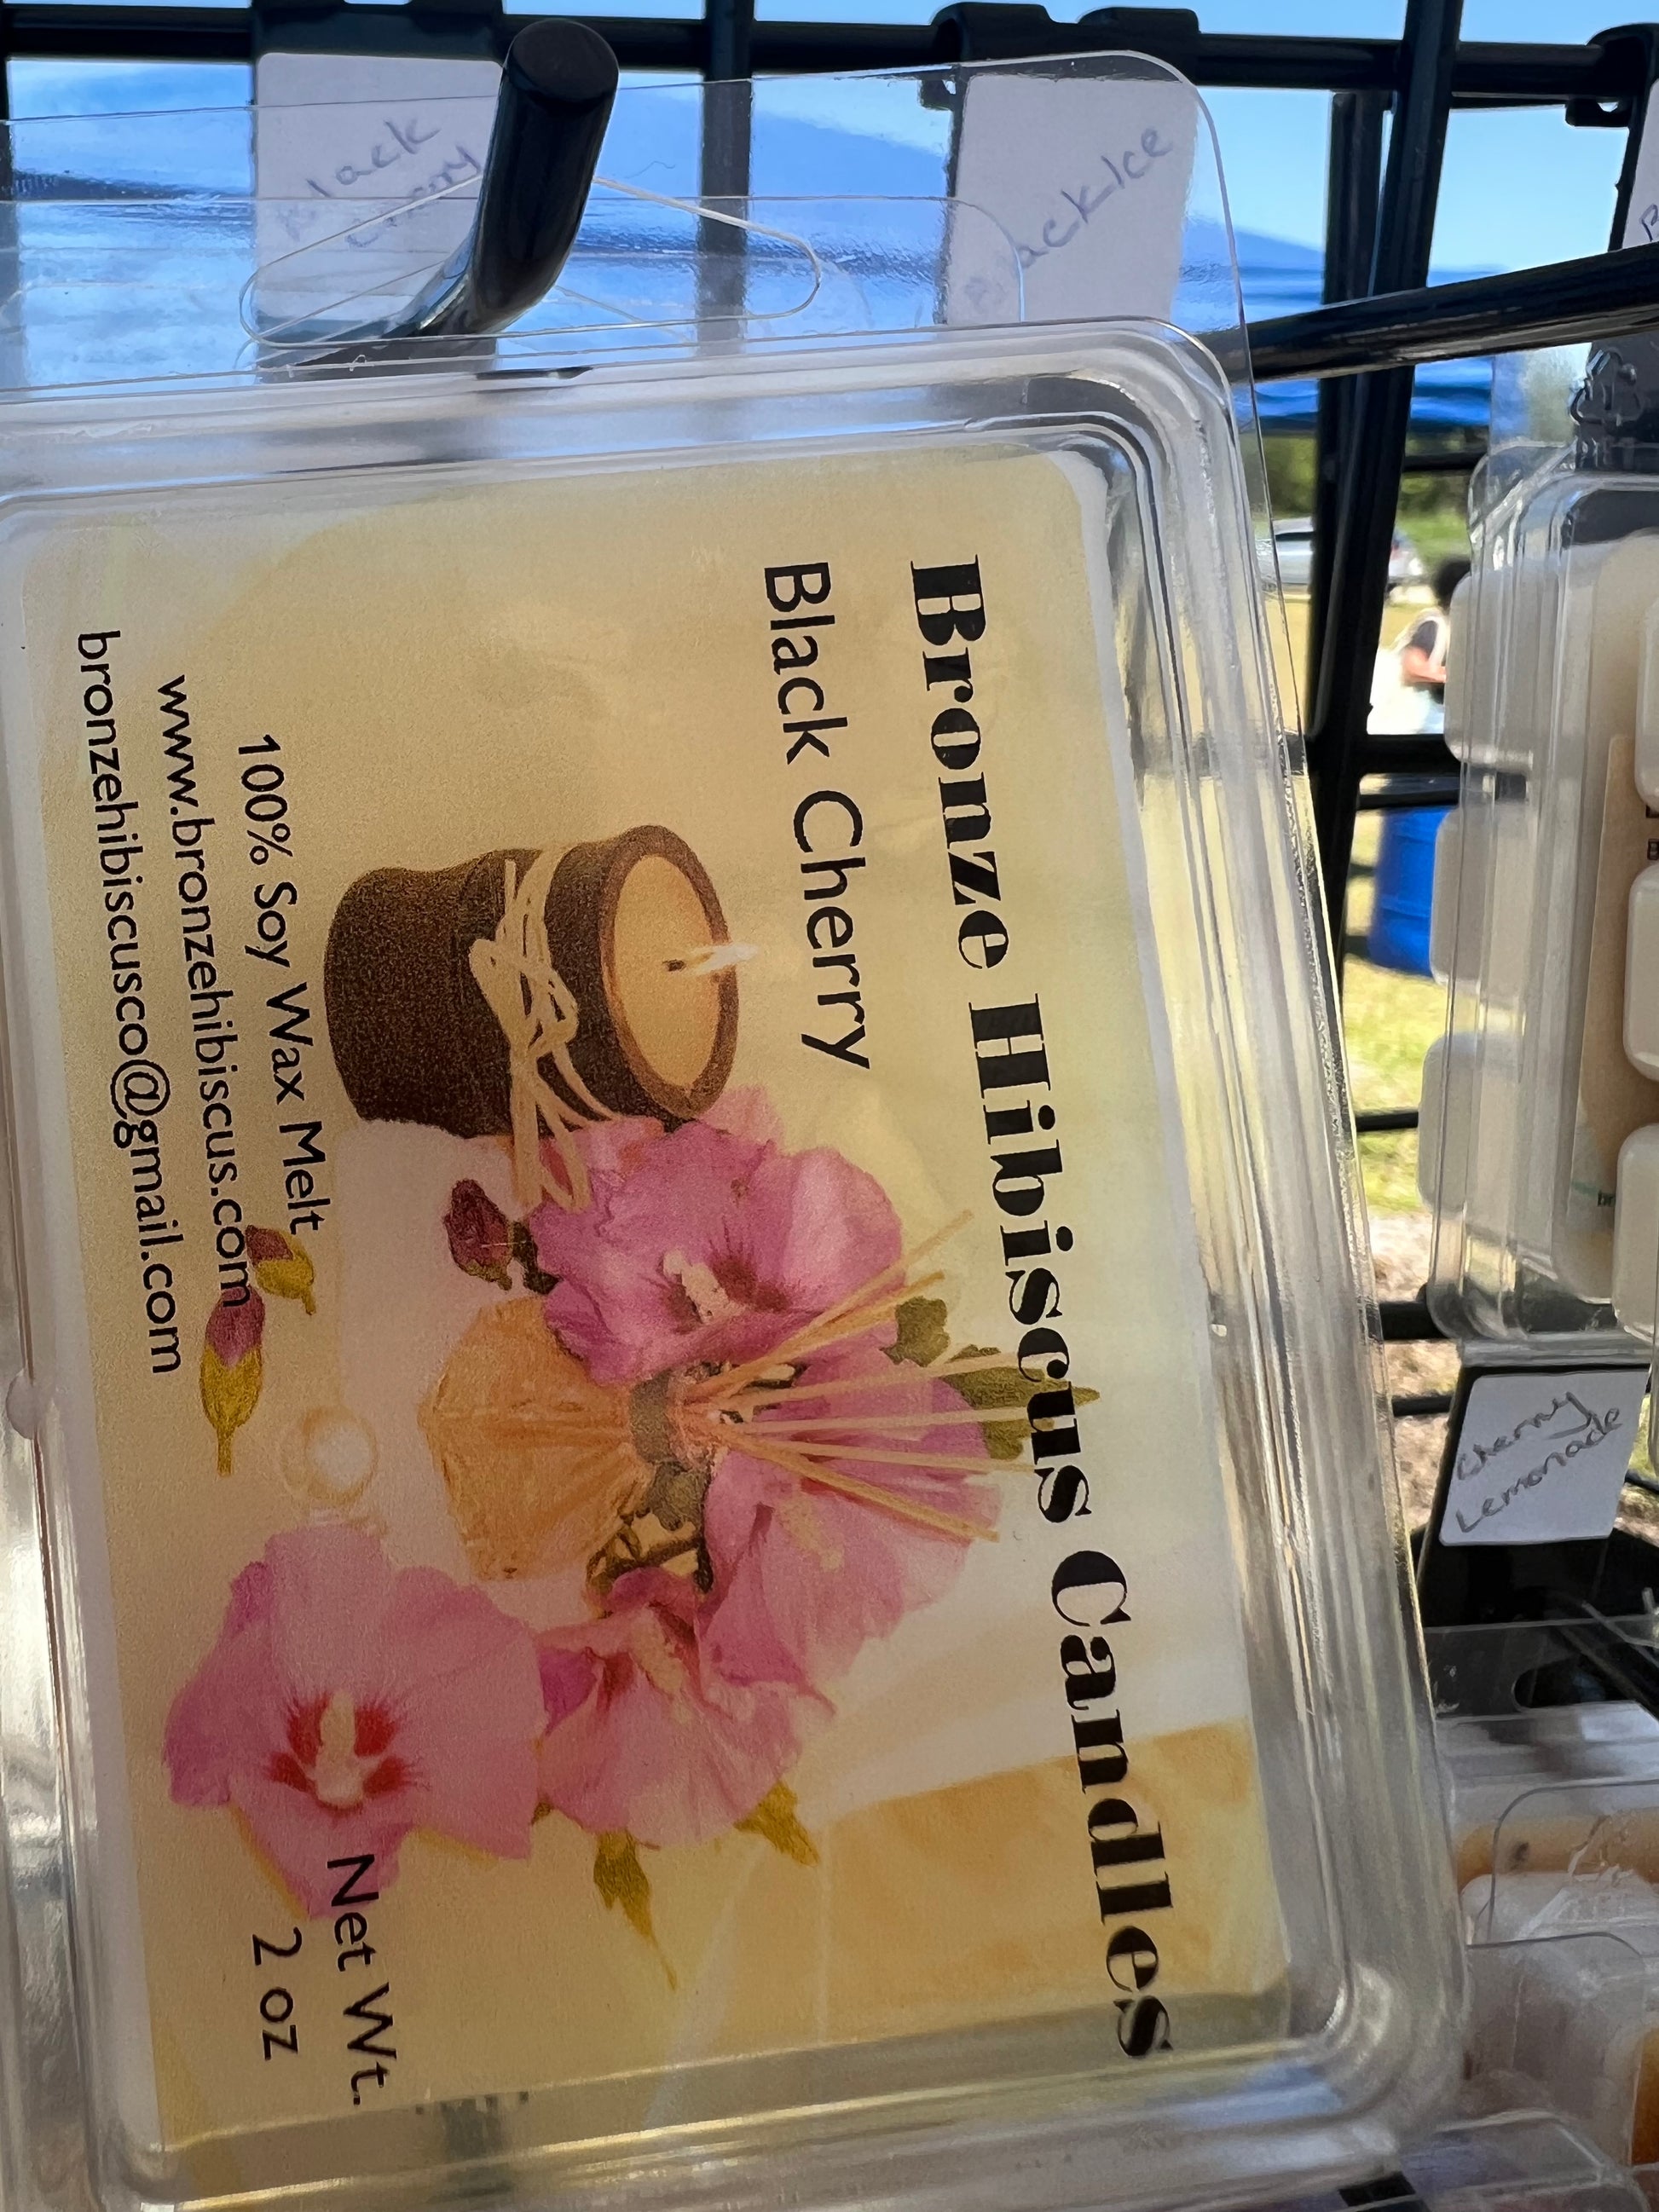 Black
Cherry
Black Ice
Bronze Hibiscus Candles
Black Cherry
100% Soy Wax Melt
www.bronzehibiscus.com
bronzehibiscusco@gmail.com
Net Wt.
2 oz
Cherry
Lemonade